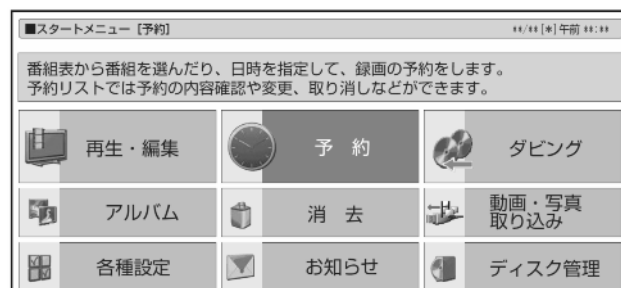 ■スタートメニュー [予約]
**/**[*]午前 **:**
番組表から番組を選んだり、日時を指定して、録画の予約をします。
予約リストでは予約の内容確認や変更、取り消しなどができます。
再生・編集
予 約
ダビング
アルバム
消 去
動画・写真
取り込み
各種設定
お知らせ
ディスク管理